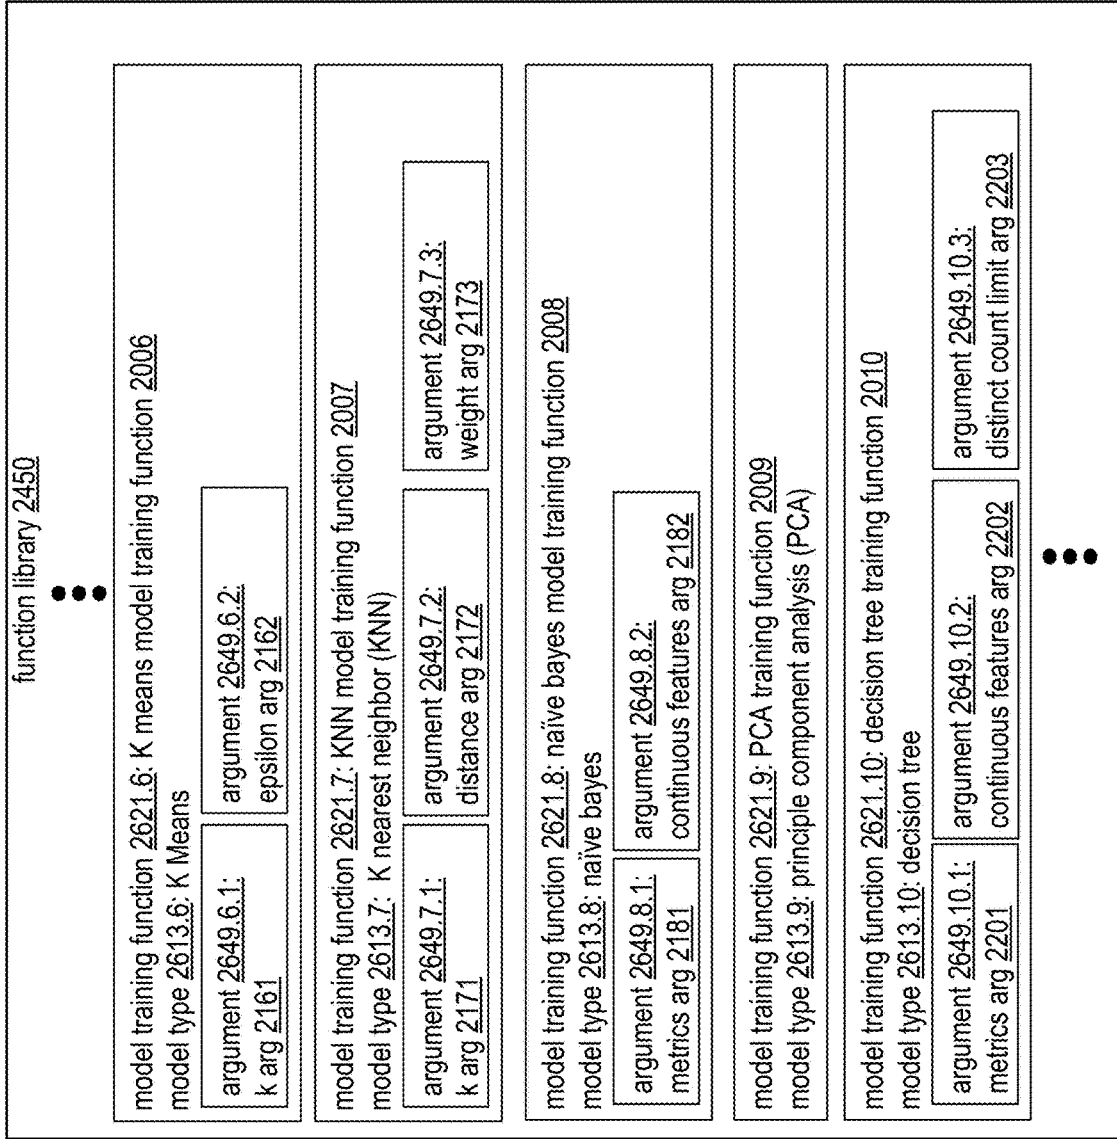 function library 2450
model training function 2621.6: K means model training function 2006
model type 2613.6: K Means
argument 2649.6.1:
k arg 2161
argument 2649.6.2:
epsilon arg 2162
model training function 2621.7: KNN model training function 2007
model type 2613.7: K nearest neighbor (KNN)
argument 2649.7.1:
k arg 2171
argument 2649.7.2:
distance arg 2172
argument 2649.7.3:
weight arg 2173
model training function 2621.8: naïve bayes model training function 2008
model type 2613.8: naïve bayes
argument 2649.8.1:
metrics arg 2181
argument 2649.8.2:
continuous features arg 2182
model training function 2621.9: PCA training function 2009
model type 2613.9: principle component analysis (PCA)
model training function 2621.10: decision tree training function 2010
model type 2613.10: decision tree
argument 2649.10.1:
metrics arg 2201
argument 2649.10.2:
continuous features arg 2202
argument 2649.10.3:
distinct count limit arg 2203